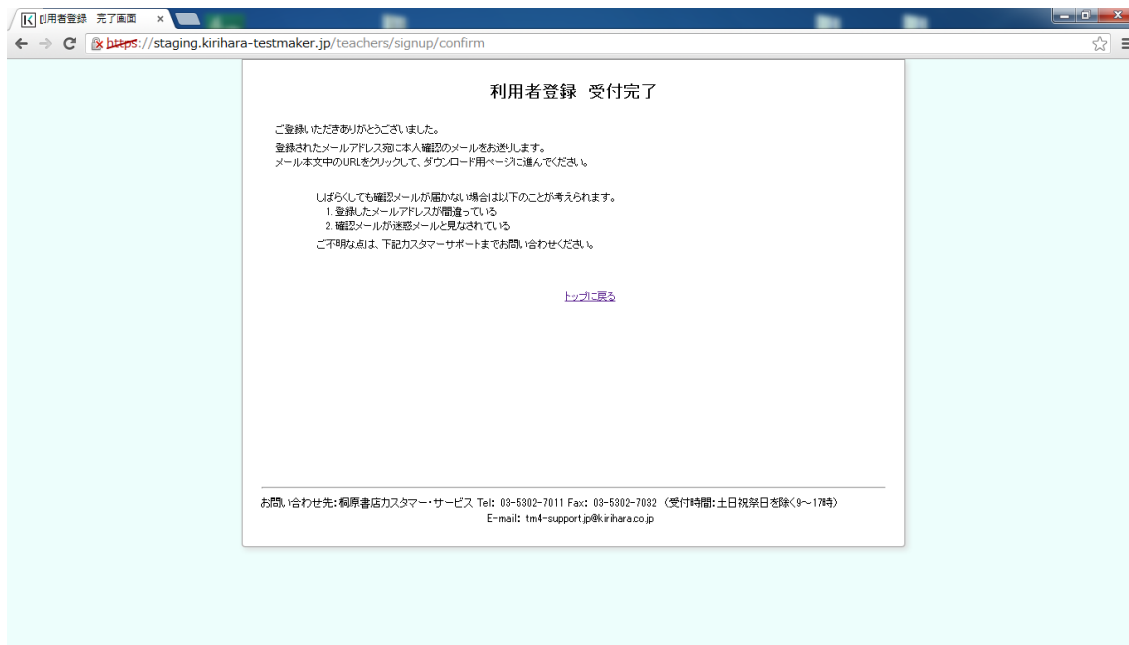 利用者登録 完了画面
https://staging.kirihara-testmaker.jp/teachers/signup/confirm
利用者登録 受付完了
ご登録いただきありがとうございました。
登録されたメールアドレス宛に本人確認のメールをお送りします。
メール本文中のURLをクリックして、ダウンロード用ページに進んでください。
しばらくしても確認メールが届かない場合は以下のことが考えられます。
1. 登録したメールアドレスが間違っている
2. 確認メールが迷惑メールと見なされている
ご不明な点は、下記カスタマーサポートまでお問い合わせください。
トップに戻る
お問い合わせ先：桐原書店カスタマー・サービス Tel: 03-5302-7011 Fax: 03-5302-7032 （受付時間：土日祝祭日を除く9～17時）
E-mail: tm4-support.jp@kirihara.co.jp